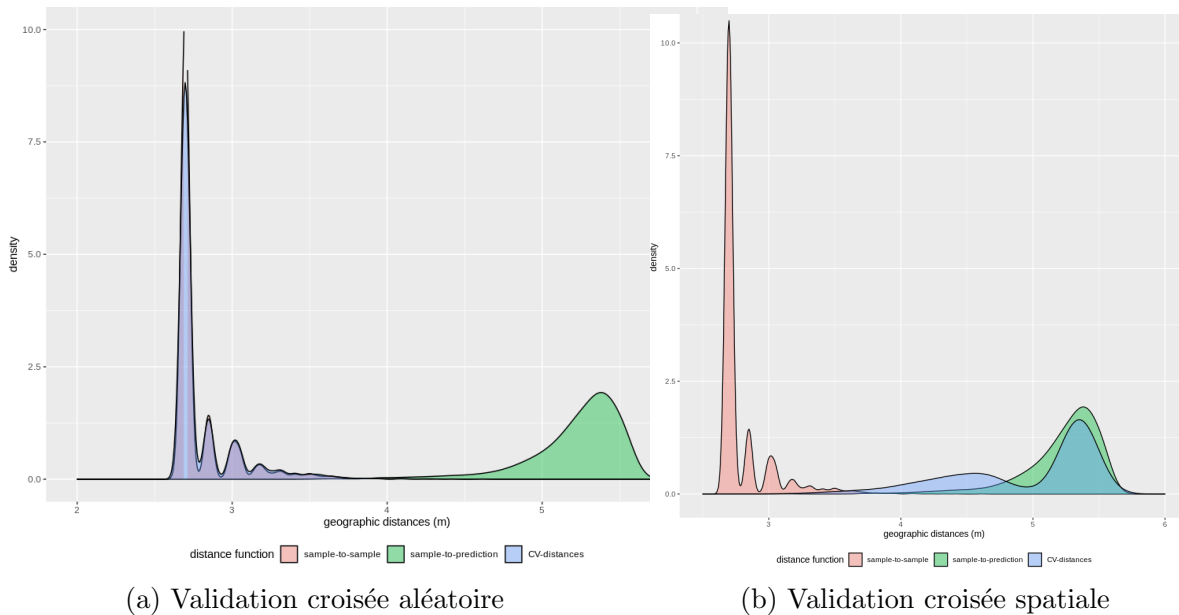 10.0
7.5
5.0
2.5
0.0
density
2
3
4
5
geographic distances (m)
distance function sample-to-sample sample-to-prediction CV-distances
(a) Validation croisée aléatoire
10.0
7.5
5.0
2.5
0.0
density
3
4
5
6
geographic distances (m)
distance function sample-to-sample sample-to-prediction CV-distances
(b) Validation croisée spatiale